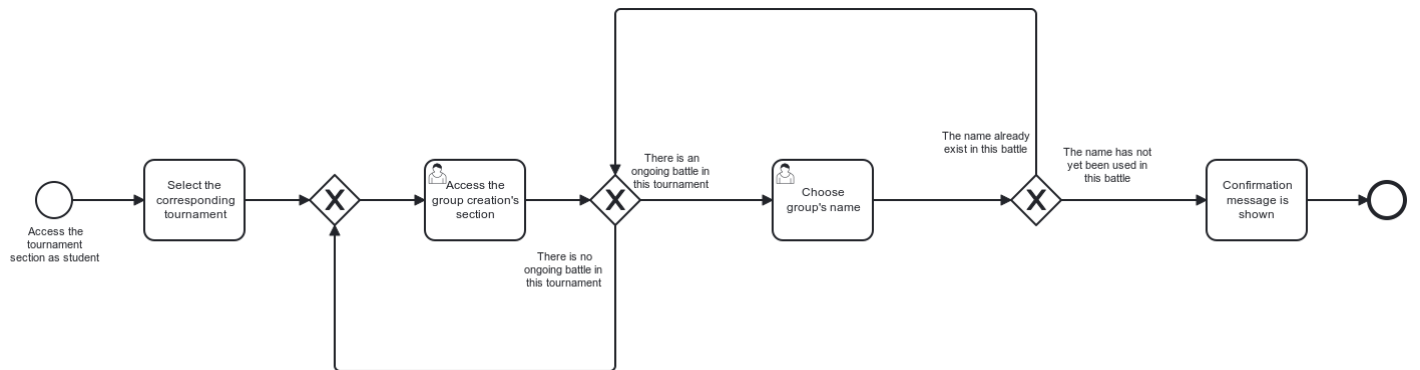 Access the
tournament
section as student
Select the
corresponding
tournament
X
Access the
group creation's
section
X
There is an
ongoing battle in
this tournament
There is no
ongoing battle in
this tournament
Choose
group's name
X
The name already
exist in this battle
The name has not
yet been used in
this battle
Confirmation
message is
shown